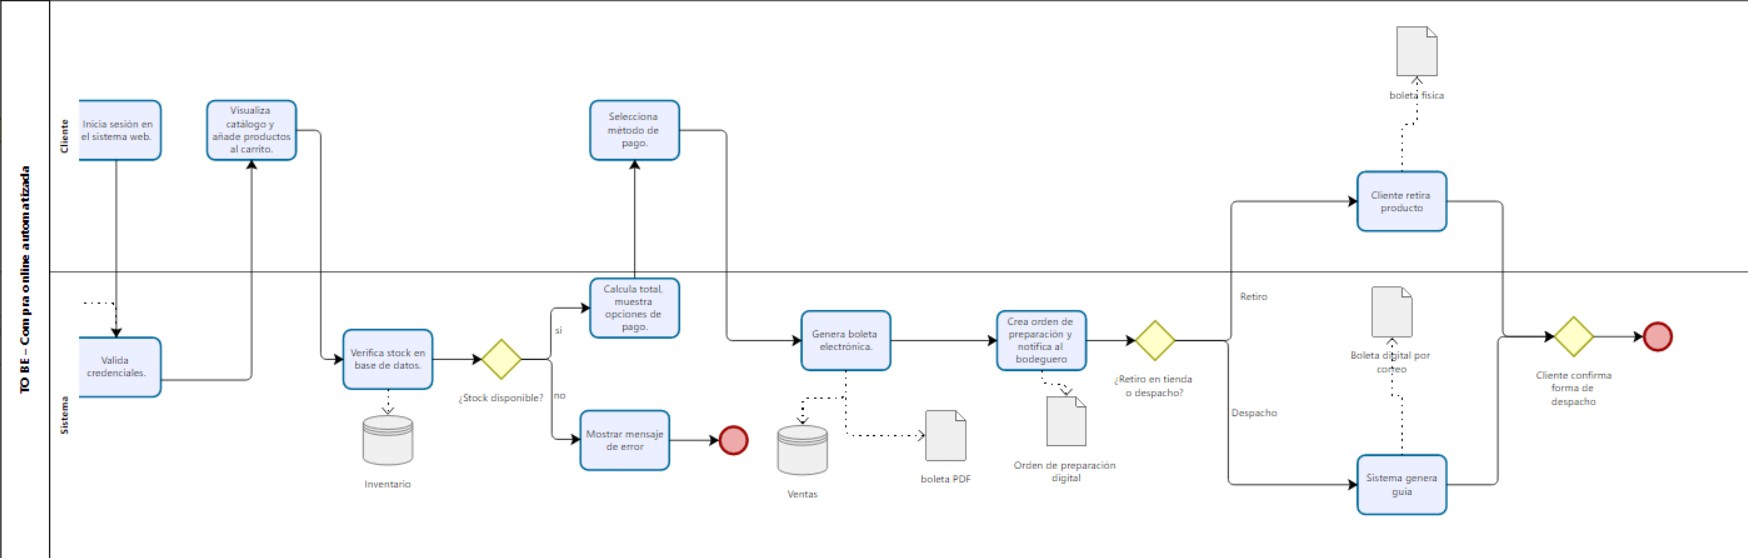 TO BE – Compra online automatizada
Cliente
Inicia sesión en
el sistema web.
Visualiza
catálogo y
añade productos
al carrito.
Selecciona
método de
pago.
boleta fisica
Cliente retira
producto
Sistema
Valida
credenciales.
Verifica stock en
base de datos.
Inventario
¿Stock disponible?
si
no
Calcula total,
muestra
opciones de
pago.
Mostrar mensaje
de error
Genera boleta
electrónica.
Ventas
boleta PDF
Crea orden de
preparación y
notifica al
bodeguero
Orden de preparación
digital
¿Retiro en tienda
o despacho?
Retiro
Despacho
Boleta digital por
correo
Sistema genera
guia
Cliente confirma
forma de
despacho